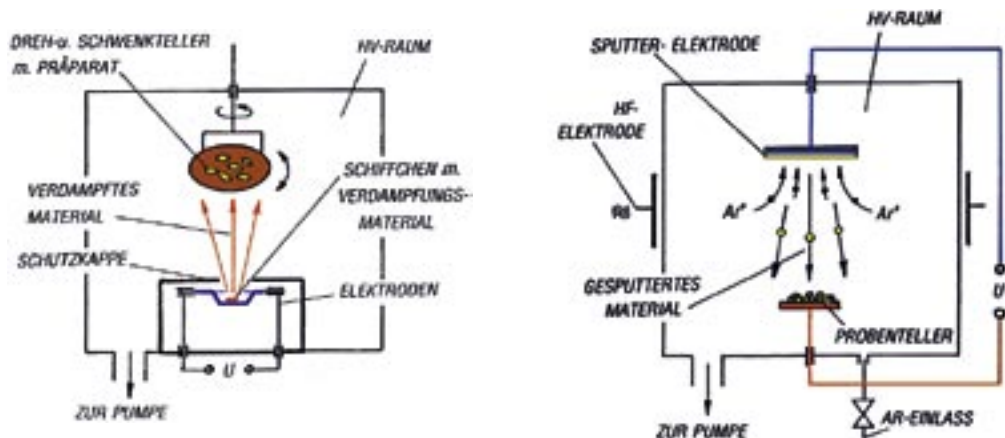 DREH-u. SCHWENKTELLER
m. PRÄPARAT
HV-RAUM
VERDAMPFTES
MATERIAL
SCHUTZKAPPE
SCHIFFCHEN m.
VERDAMPFUNGS-
MATERIAL
ELEKTRODEN
U
ZUR PUMPE
SPUTTER-ELEKTRODE
HV-RAUM
HF-
ELEKTRODE
Ar⁺
Ar⁺
GESPUTTERTES
MATERIAL
PROBENTELLER
U
ZUR PUMPE
AR-EINLASS